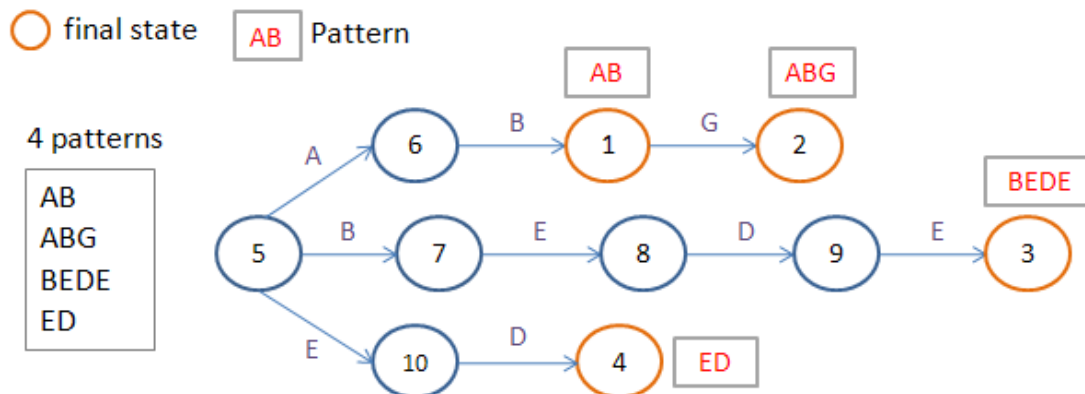 final state
AB Pattern
AB
ABG
4 patterns
AB
ABG
BEDE
ED
6
B
1
G
2
A
BEDE
5
B
7
E
8
D
9
E
3
E
10
D
4
ED